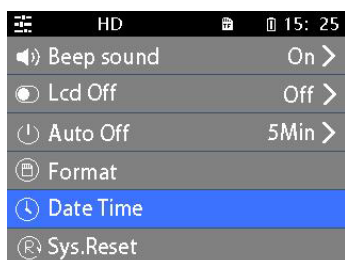 HD 15: 25
Beep sound On
Lcd Off Off
Auto Off 5Min
Format
Date Time
Sys.Reset